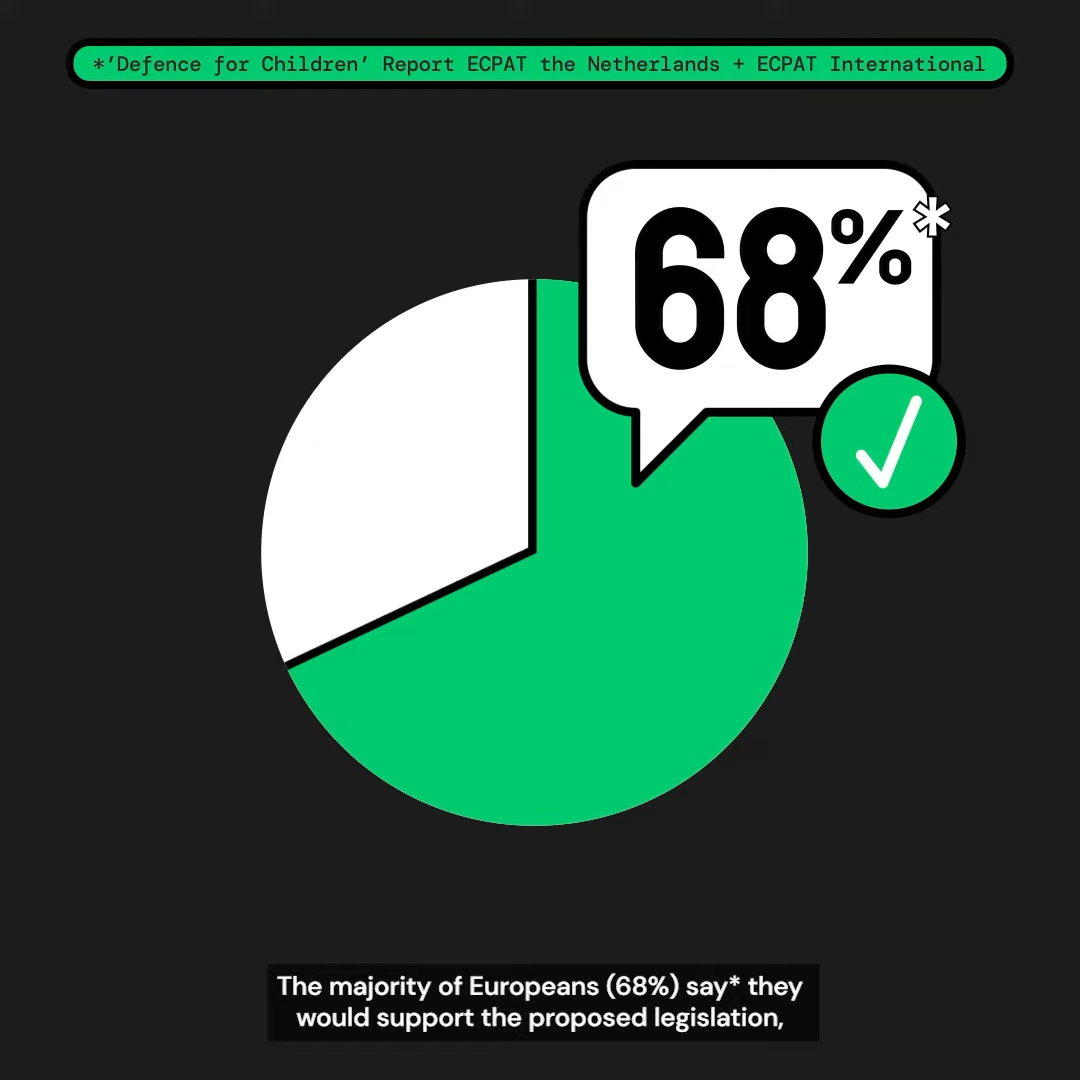 *'Defence for Children' Report ECPAT the Netherlands + ECPAT International
68%*
The majority of Europeans (68%) say* they
would support the proposed legislation,